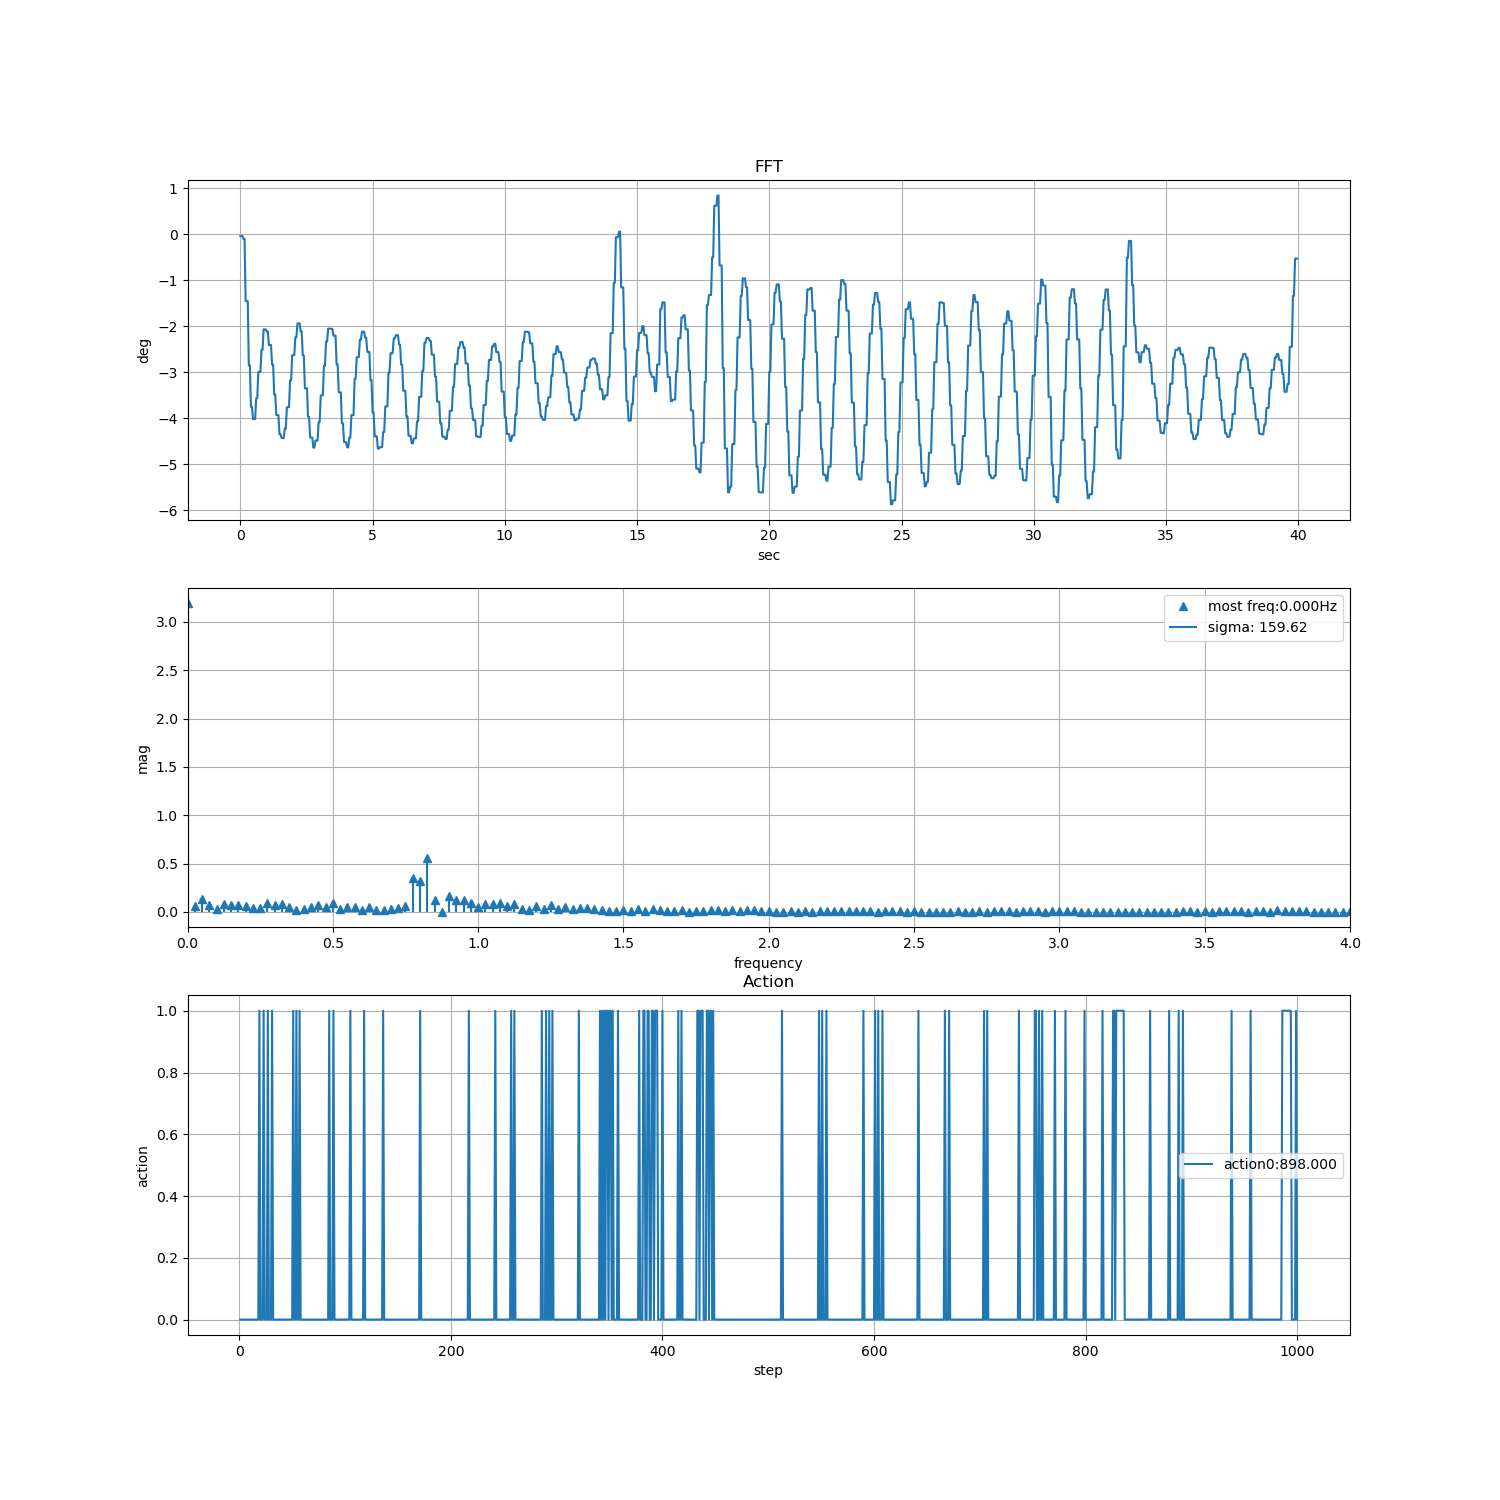 FFT
1
0
−1
−2
−3
−4
−5
−6
deg
0 5 10 15 20 25 30 35 40
sec
most freq:0.000Hz
sigma: 159.62
3.0
2.5
2.0
1.5
1.0
0.5
0.0
mag
0.0 0.5 1.0 1.5 2.0 2.5 3.0 3.5 4.0
frequency
Action
1.0
0.8
0.6
0.4
0.2
0.0
action
action0:898.000
0 200 400 600 800 1000
step